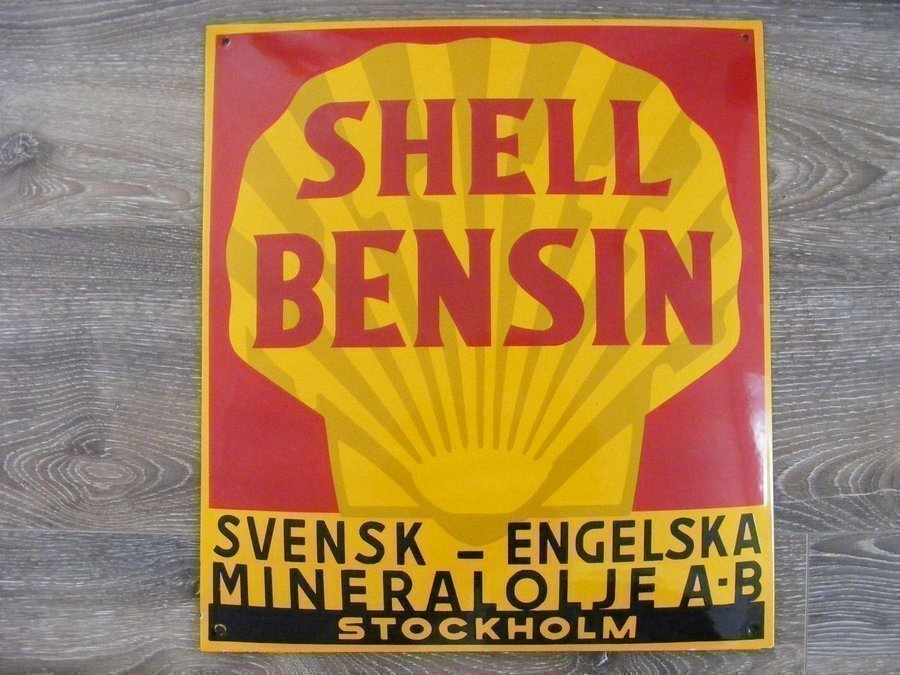 SHELL
BENSIN
SVENSK - ENGELSKA
MINERALOLJE A-B
STOCKHOLM